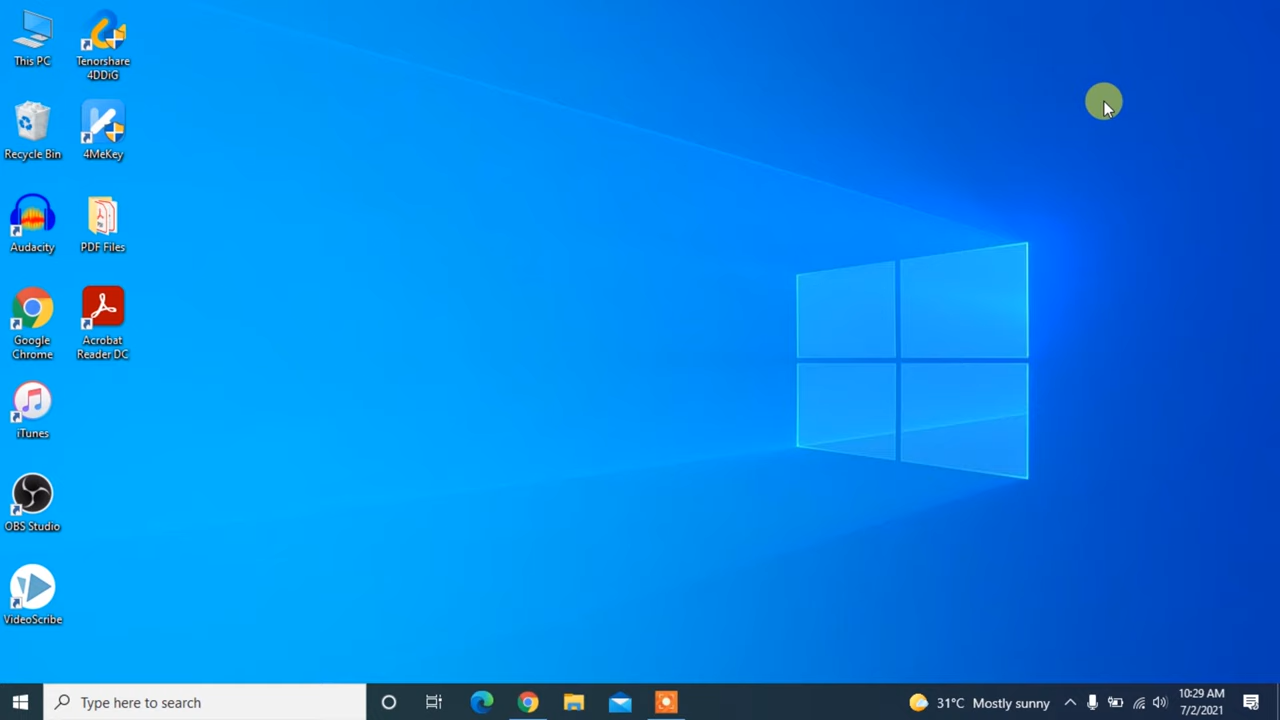 This PC
Tenorshare
4DDiG
Recycle Bin
4MeKey
Audacity
PDF Files
Google
Chrome
Acrobat
Reader DC
iTunes
OBS Studio
VideoScribe
Type here to search
31°C Mostly sunny
10:29 AM
7/2/2021